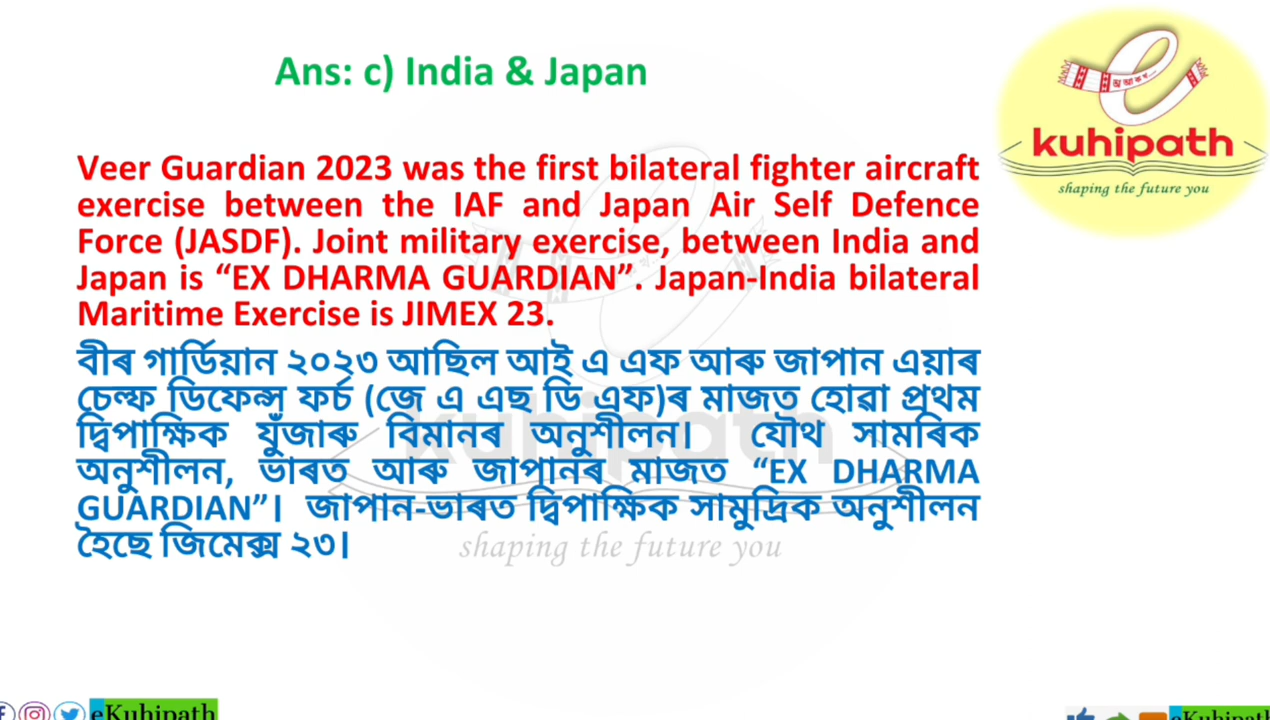 Ans: c) India & Japan
kuhipath
shaping the future you
Veer Guardian 2023 was the first bilateral fighter aircraft
exercise between the IAF and Japan Air Self Defence
Force (JASDF). Joint military exercise, between India and
Japan is “EX DHARMA GUARDIAN”. Japan-India bilateral
Maritime Exercise is JIMEX 23.
বীৰ গাৰ্ডিয়ান ২০২৩ আছিল আই এ এফ আৰু জাপান এয়াৰ
চেল্ফ ডিফেন্স ফৰ্চ (জে এ এছ ডি এফ)ৰ মাজত হোৱা প্ৰথম
দ্বিপাক্ষিক যুঁজাৰু বিমানৰ অনুশীলন। যৌথ সামৰিক
অনুশীলন, ভাৰত আৰু জাপানৰ মাজত “EX DHARMA
GUARDIAN”। জাপান-ভাৰত দ্বিপাক্ষিক সামুদ্ৰিক অনুশীলন
হৈছে জিমেক্স ২৩।
kuhipath
shaping the future you
eKuhipath
eKuhipath